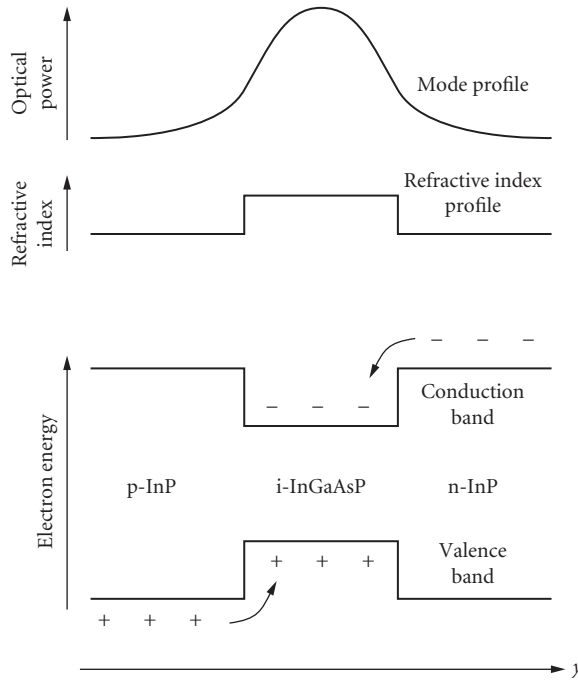 Optical
power
Mode profile
Refractive
index
Refractive index
profile
− − −
Conduction
band
− − −
Electron energy
p-InP
i-InGaAsP
n-InP
Valence
band
+ + +
+ + +
y